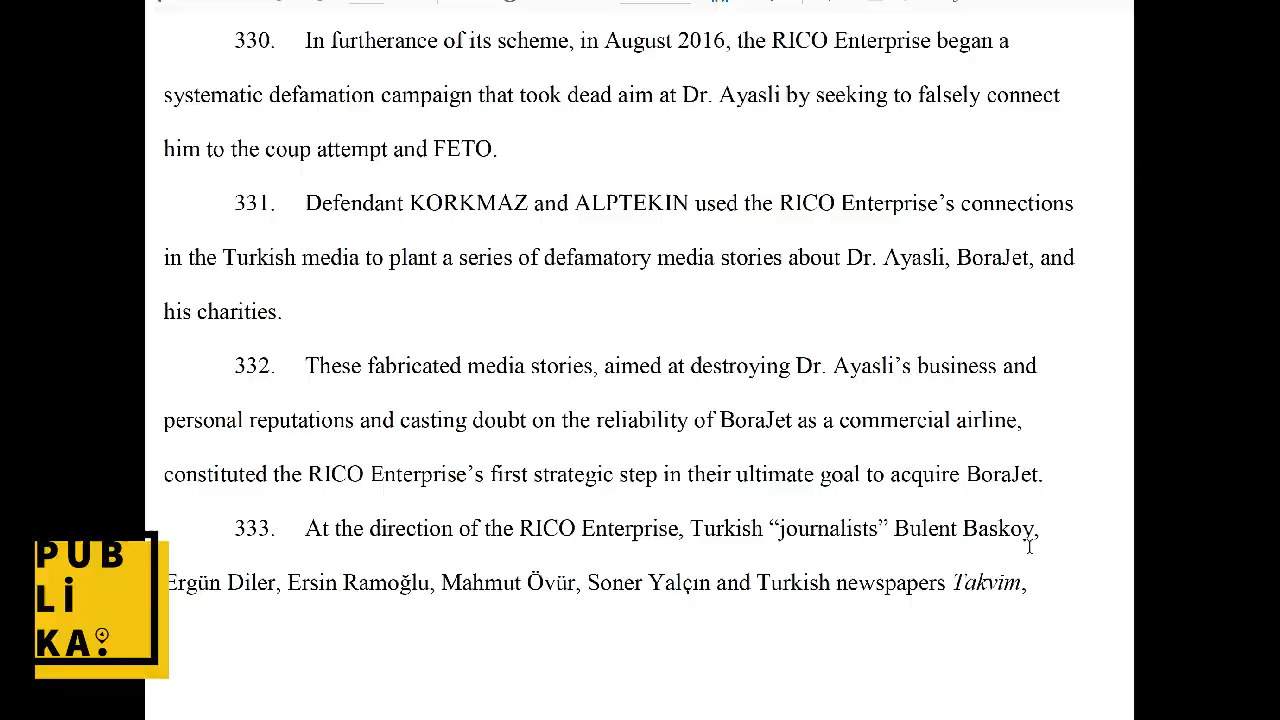 330. In furtherance of its scheme, in August 2016, the RICO Enterprise began a
systematic defamation campaign that took dead aim at Dr. Ayasli by seeking to falsely connect
him to the coup attempt and FETO.
331. Defendant KORKMAZ and ALPTEKIN used the RICO Enterprise’s connections
in the Turkish media to plant a series of defamatory media stories about Dr. Ayasli, BoraJet, and
his charities.
332. These fabricated media stories, aimed at destroying Dr. Ayasli’s business and
personal reputations and casting doubt on the reliability of BoraJet as a commercial airline,
constituted the RICO Enterprise’s first strategic step in their ultimate goal to acquire BoraJet.
333. At the direction of the RICO Enterprise, Turkish “journalists” Bulent Baskoy,
Ergün Diler, Ersin Ramoğlu, Mahmut Övür, Soner Yalçın and Turkish newspapers Takvim,
PUB
Lİ
KA: